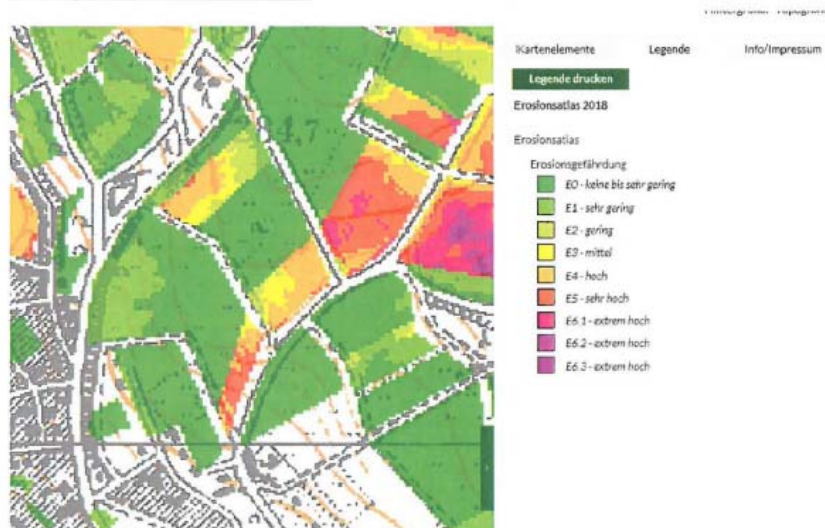 Kartenelemente Legende Info/Impressum
Legende drucken
Erosionsatlas 2018
Erosionsatlas
Erosionsgefährdung
E0 - keine bis sehr gering
E1 - sehr gering
E2 - gering
E3 - mittel
E4 - hoch
E5 - sehr hoch
E6.1 - extrem hoch
E6.2 - extrem hoch
E6.3 - extrem hoch